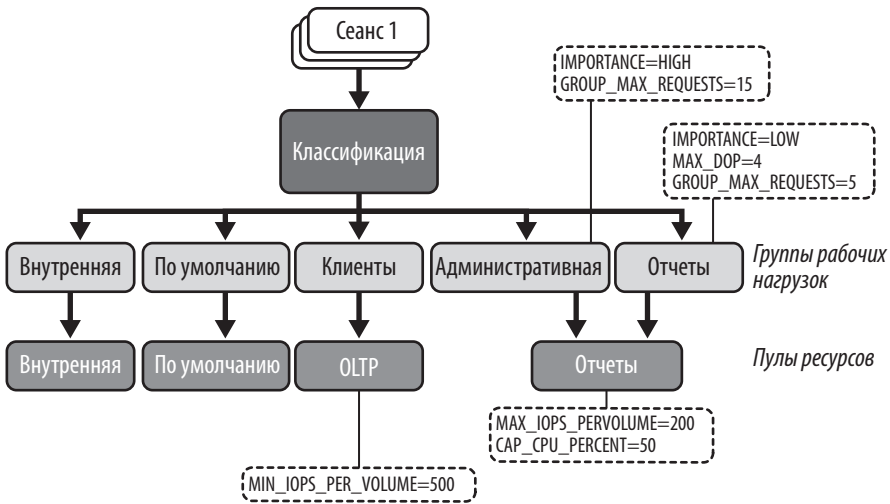 Сеанс 1
IMPORTANCE=HIGH
GROUP_MAX_REQUESTS=15
Классификация
IMPORTANCE=LOW
MAX_DOP=4
GROUP_MAX_REQUESTS=5
Внутренняя
По умолчанию
Клиенты
Административная
Отчеты
Группы рабочих
нагрузок
Внутренняя
По умолчанию
OLTP
Отчеты
Пулы ресурсов
MAX_IOPS_PERVOLUME=200
CAP_CPU_PERCENT=50
MIN_IOPS_PER_VOLUME=500